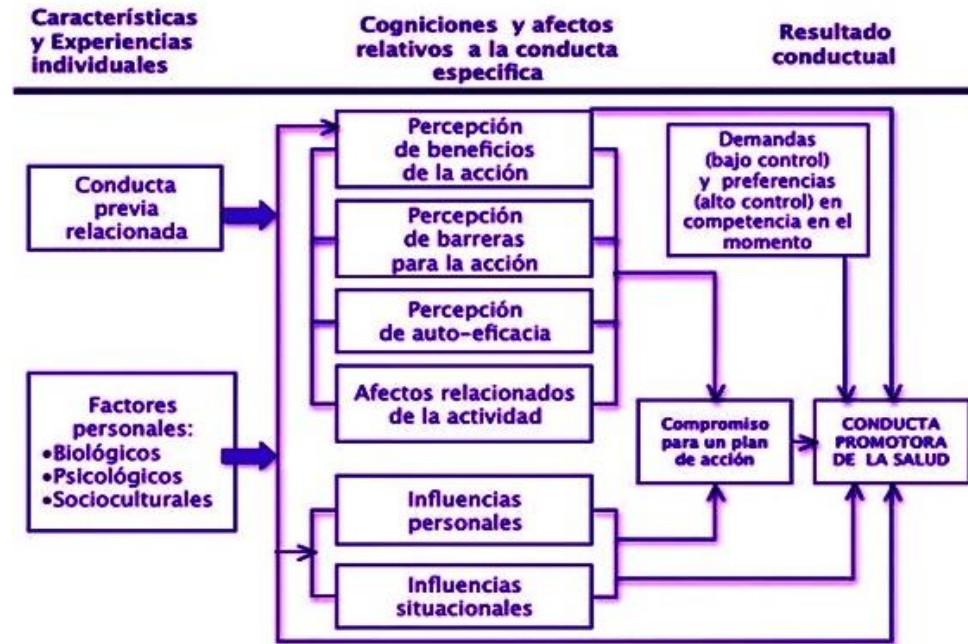 Características
y Experiencias
individuales
Cogniciones y afectos
relativos a la conducta
especifica
Resultado
conductual
Conducta
previa
relacionada
Factores
personales:
•Biológicos
•Psicológicos
•Socioculturales
Percepción
de beneficios
de la acción
Percepción
de barreras
para la acción
Percepción
de auto-eficacia
Afectos relacionados
de la actividad
Influencias
personales
Influencias
situacionales
Demandas
(bajo control)
y preferencias
(alto control) en
competencia en el
momento
Compromiso
para un plan
de acción
CONDUCTA
PROMOTORA
DE LA SALUD